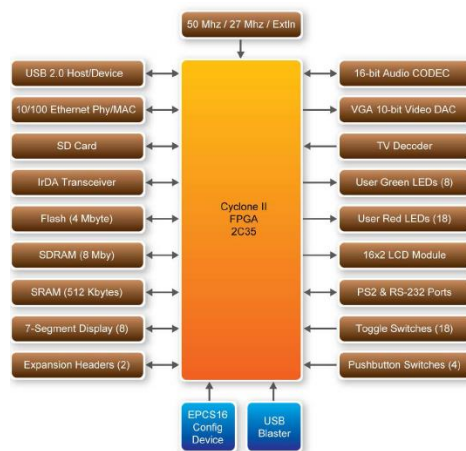 50 Mhz / 27 Mhz / ExtIn
USB 2.0 Host/Device
10/100 Ethernet Phy/MAC
SD Card
IrDA Transceiver
Flash (4 Mbyte)
SDRAM (8 Mby)
SRAM (512 Kbytes)
7-Segment Display (8)
Expansion Headers (2)
Cyclone II
FPGA
2C35
16-bit Audio CODEC
VGA 10-bit Video DAC
TV Decoder
User Green LEDs (8)
User Red LEDs (18)
16x2 LCD Module
PS2 & RS-232 Ports
Toggle Switches (18)
Pushbutton Switches (4)
EPCS16
Config
Device
USB
Blaster